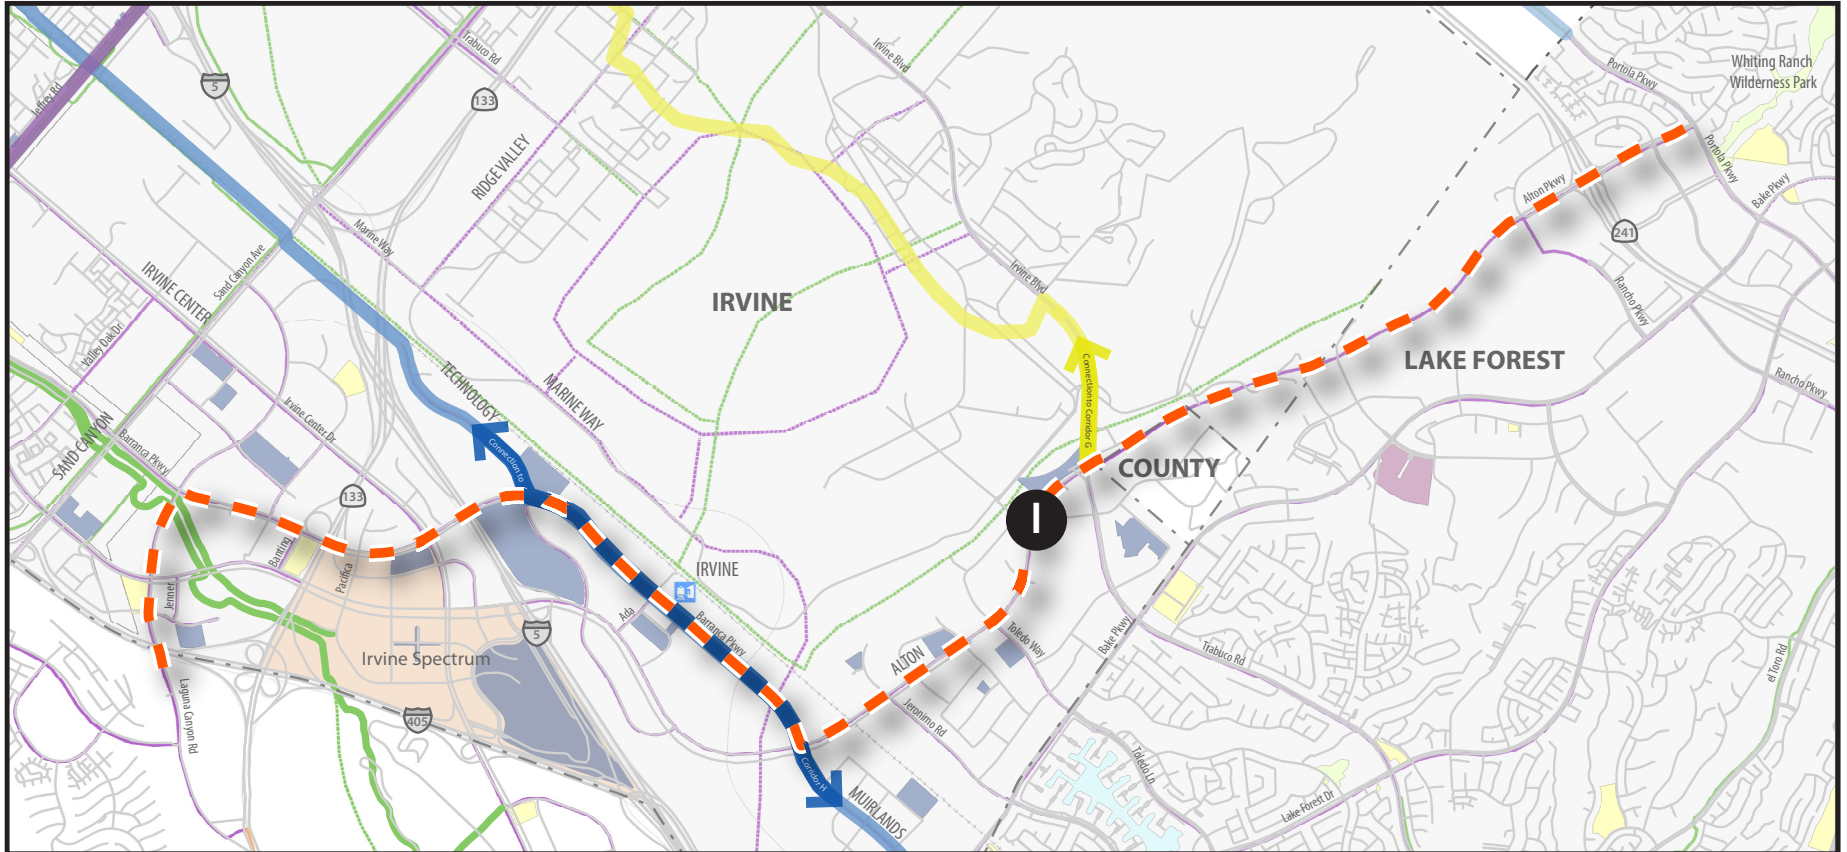 Jeffrey Rd
5
Trabuco Rd
133
Irvine Blvd
Portola Pkwy
Whiting Ranch
Wilderness Park
RIDGE VALLEY
Portola Pkwy
Alton Pkwy
Bake Pkwy
241
Marine Way
Sand Canyon Ave
IRVINE CENTER
Irvine Blvd
IRVINE
Rancho Pkwy
Valley Oak Dr
TECHNOLOGY
MARINE WAY
Connection to Corridor G
LAKE FOREST
Rancho Pkwy
Irvine Center Dr
SAND CANYON
Barranca Pkwy
Connection to
COUNTY
133
I
Banting
Pacifica
Jenner
IRVINE
Ada
Barranca Pkwy
5
Irvine Spectrum
ALTON
Toledo Way
Bake Pkwy
Trabuco Rd
el Toro Rd
Laguna Canyon Rd
405
Jeronimo Rd
Corridor H
Toledo Ln
MUIRLANDS
Lake Forest Dr